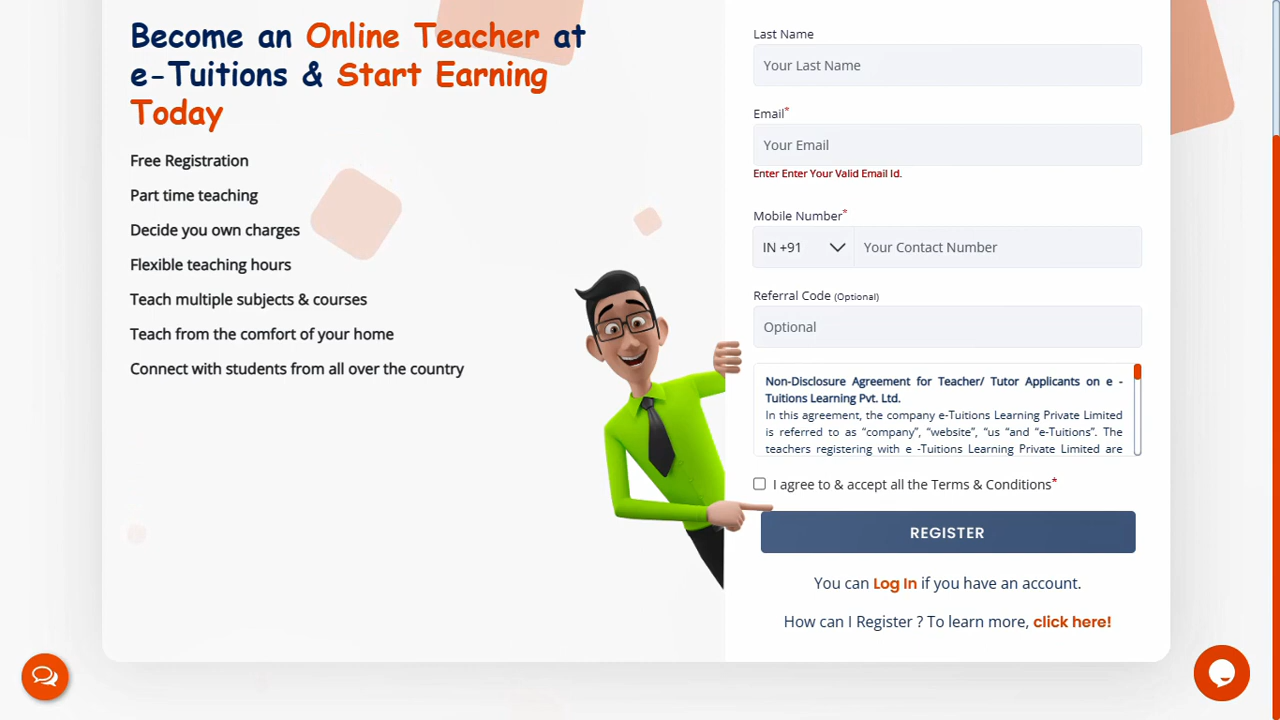 Become an Online Teacher at
e-Tuitions & Start Earning
Today
Free Registration
Part time teaching
Decide you own charges
Flexible teaching hours
Teach multiple subjects & courses
Teach from the comfort of your home
Connect with students from all over the country
Last Name
Your Last Name
Email*
Your Email
Enter Enter Your Valid Email Id.
Mobile Number*
IN +91 Your Contact Number
Referral Code (Optional)
Optional
Non-Disclosure Agreement for Teacher/ Tutor Applicants on e -
Tuitions Learning Pvt. Ltd.
In this agreement, the company e-Tuitions Learning Private Limited
is referred to as “company”, “website”, “us “and “e-Tuitions”. The
teachers registering with e -Tuitions Learning Private Limited are
I agree to & accept all the Terms & Conditions*
REGISTER
You can Log In if you have an account.
How can I Register ? To learn more, click here!